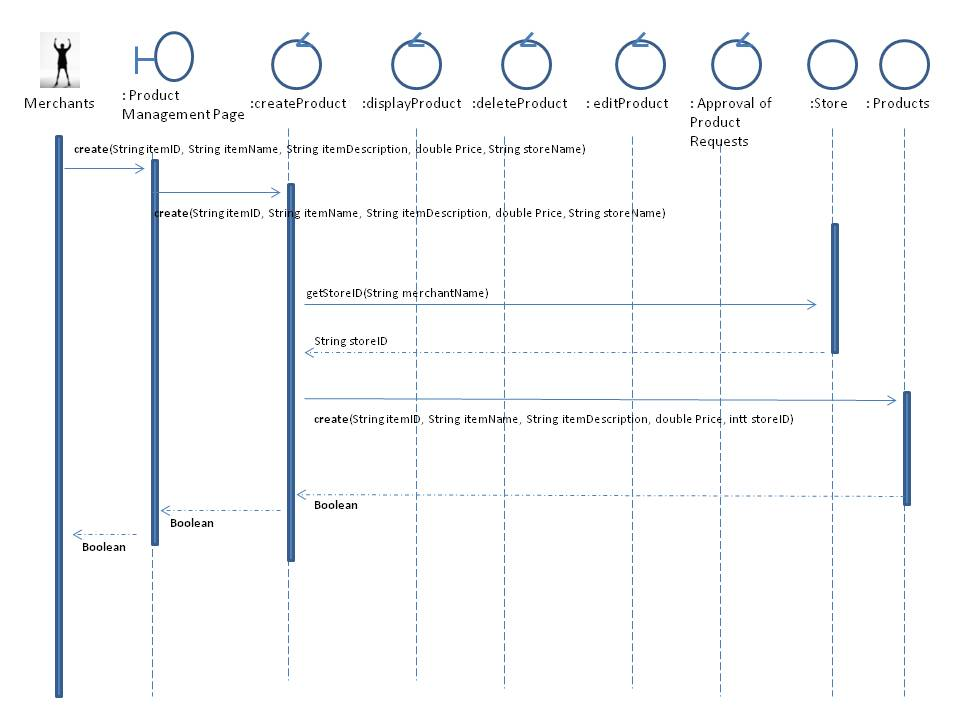 Merchants
: Product
Management Page
:createProduct
:displayProduct
:deleteProduct
: editProduct
: Approval of
Product
Requests
:Store
: Products
create(String itemID, String itemName, String itemDescription, double Price, String storeName)
create(String itemID, String itemName, String itemDescription, double Price, String storeName)
getStoreID(String merchantName)
String storeID
create(String itemID, String itemName, String itemDescription, double Price, intt storeID)
Boolean
Boolean
Boolean